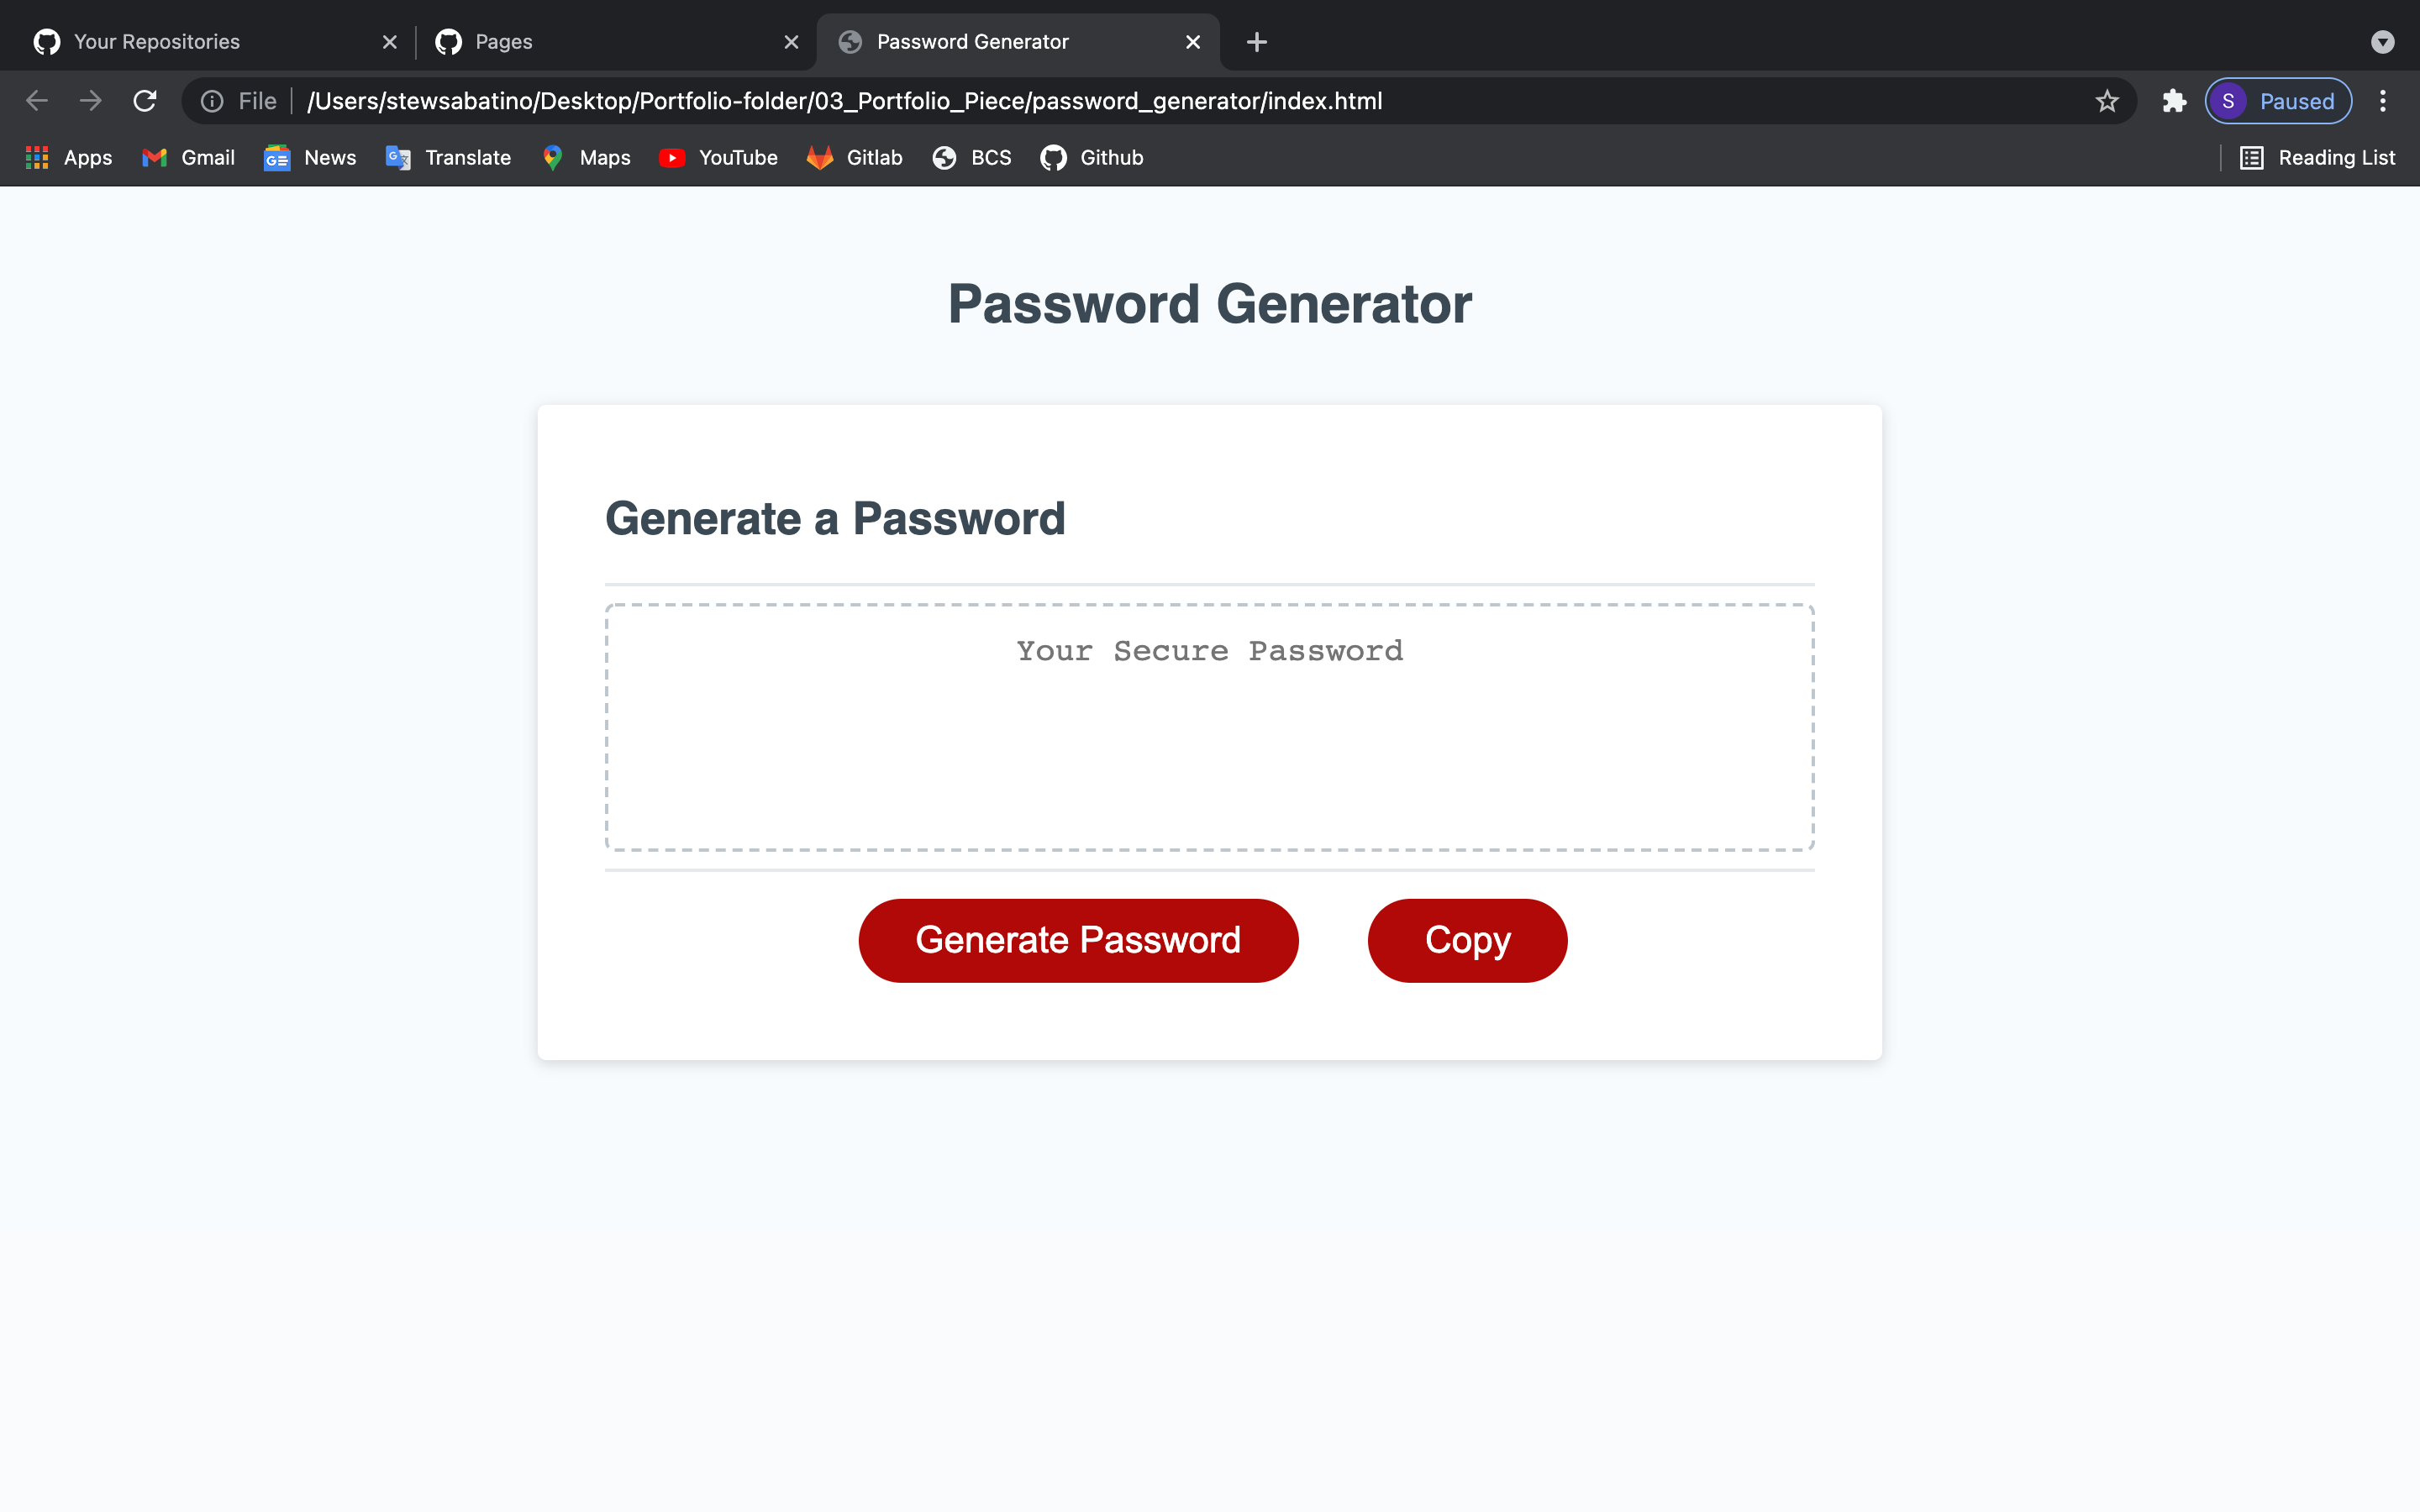 Your Repositories
Pages
Password Generator
File /Users/stewsabatino/Desktop/Portfolio-folder/03_Portfolio_Piece/password_generator/index.html
S Paused
Apps Gmail News Translate Maps YouTube Gitlab BCS Github Reading List
Password Generator
Generate a Password
Your Secure Password
Generate Password Copy